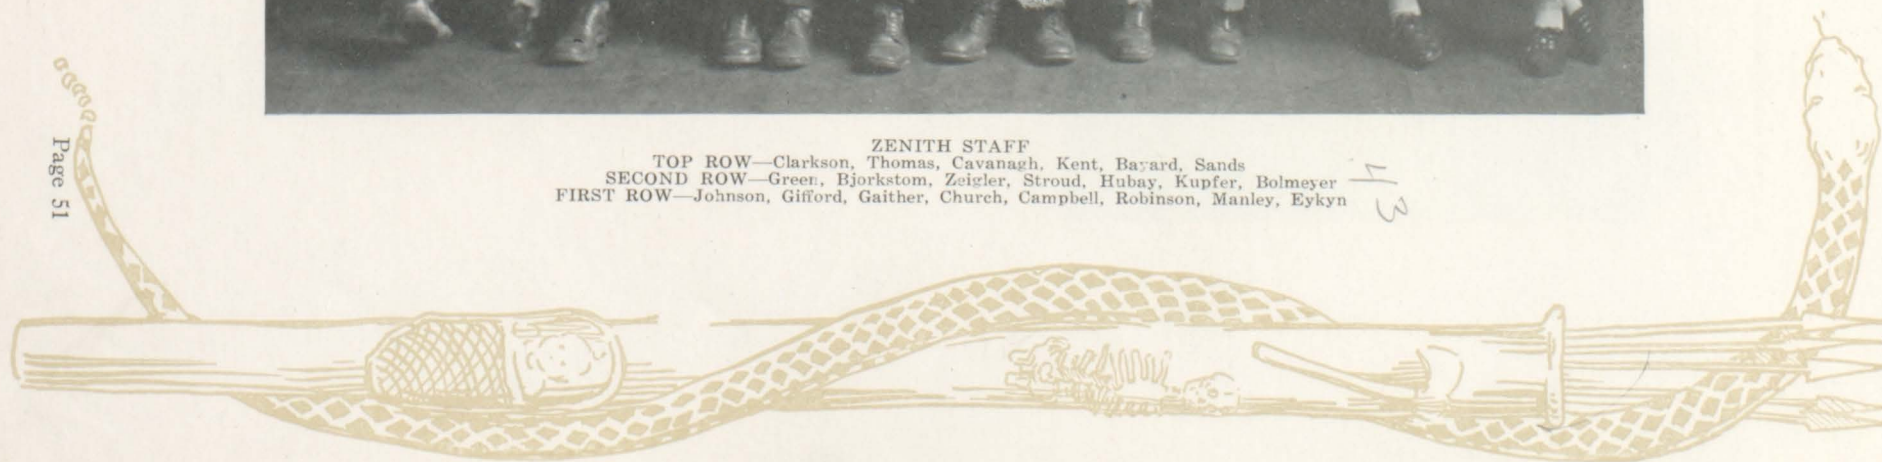 ZENITH STAFF
TOP ROW—Clarkson, Thomas, Cavanagh, Kent, Bayard, Sands
SECOND ROW—Green, Bjorkstom, Zeigler, Stroud, Hubay, Kupfer, Bolmeyer
FIRST ROW—Johnson, Gifford, Gaither, Church, Campbell, Robinson, Manley, Eykyn
43
Page 51